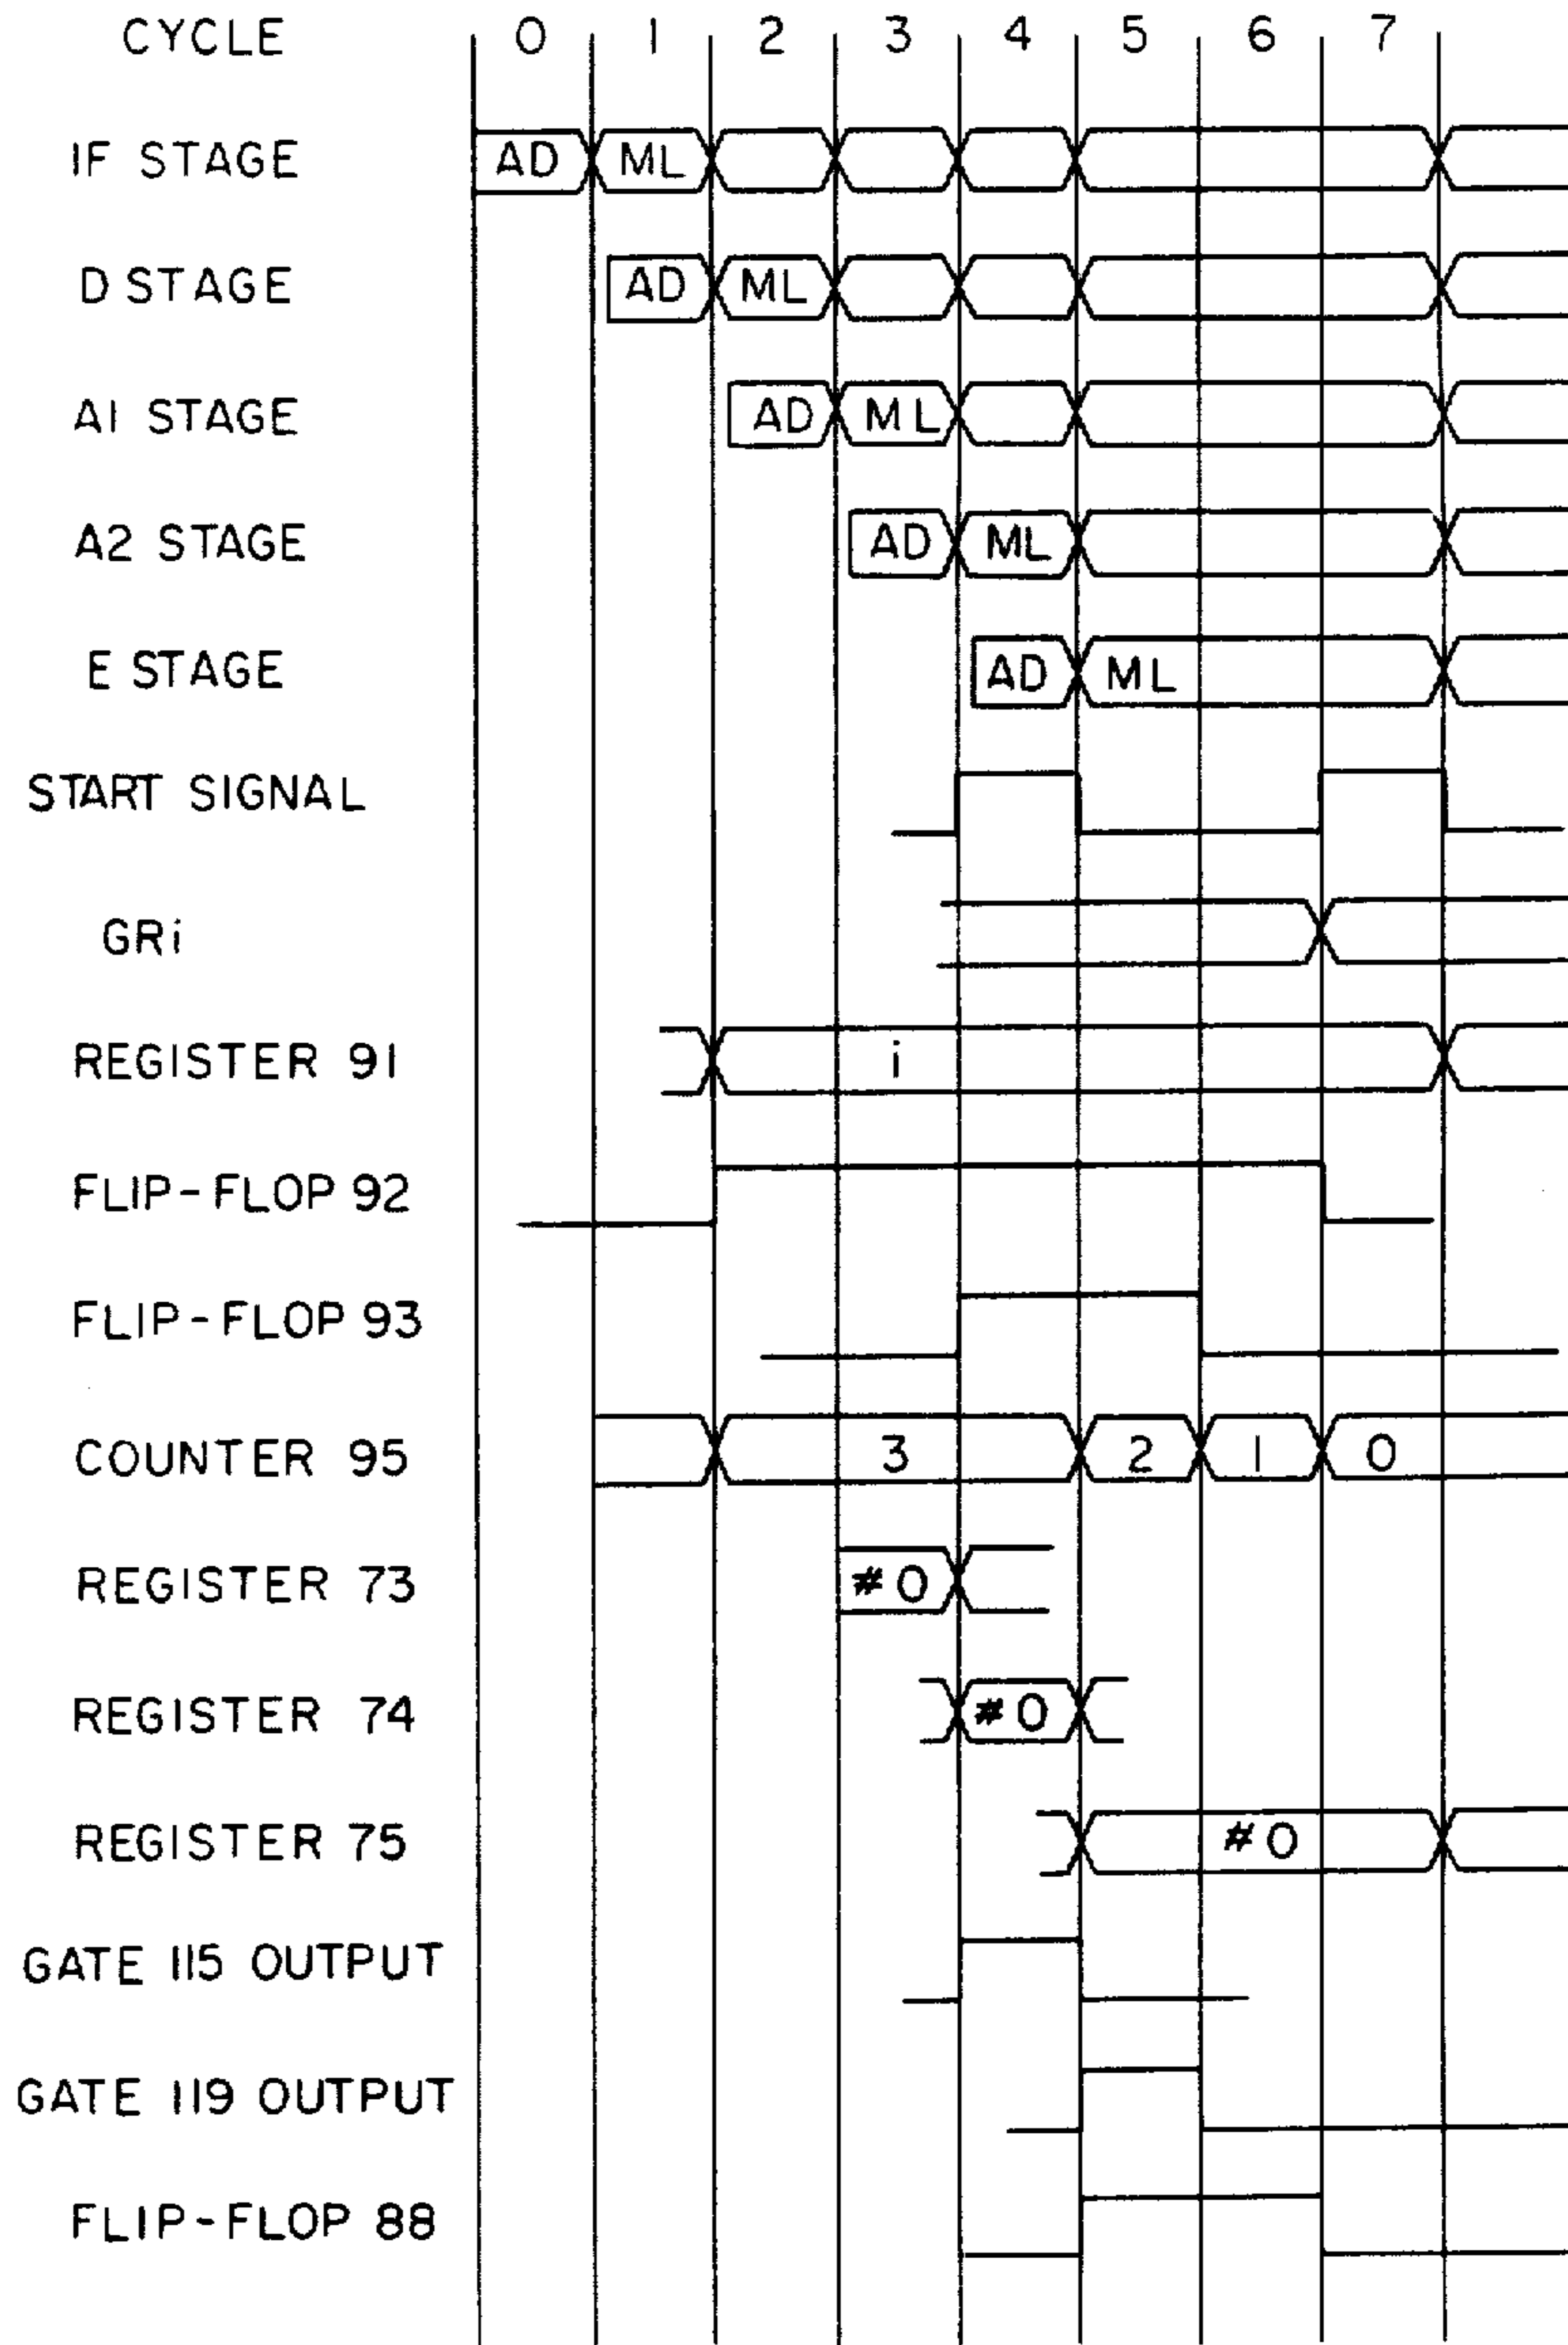 CYCLE 0 1 2 3 4 5 6 7
IF STAGE AD ML
D STAGE AD ML
A1 STAGE AD ML
A2 STAGE AD ML
E STAGE AD ML
START SIGNAL
GRi
REGISTER 91 i
FLIP-FLOP 92
FLIP-FLOP 93
COUNTER 95 3 2 1 0
REGISTER 73 #0
REGISTER 74 #0
REGISTER 75 #0
GATE 115 OUTPUT
GATE 119 OUTPUT
FLIP-FLOP 88